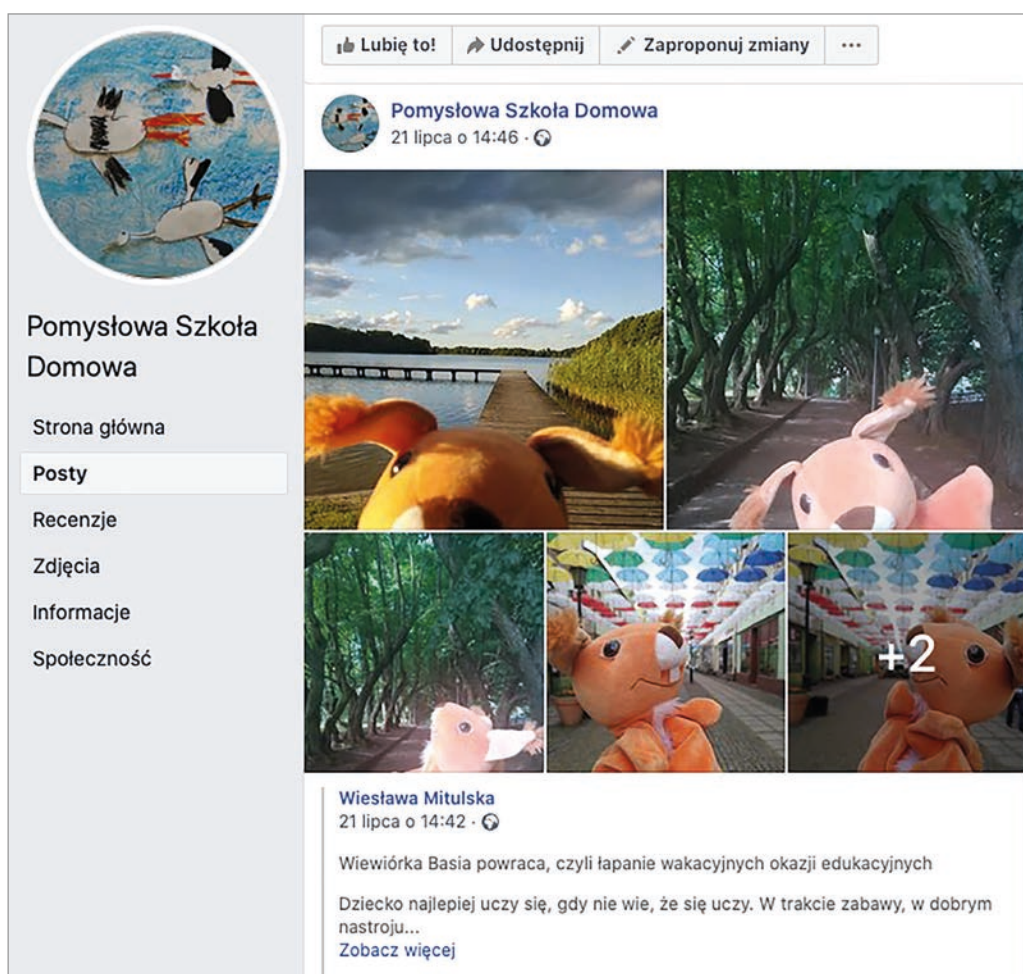 Pomysłowa Szkoła
Domowa
Strona główna
Posty
Recenzje
Zdjęcia
Informacje
Społeczność
Lubię to!
Udostępnij
Zaproponuj zmiany
...
Pomysłowa Szkoła Domowa
21 lipca o 14:46 ·
+2
Wiesława Mitulska
21 lipca o 14:42 ·
Wiewiórka Basia powraca, czyli łapanie wakacyjnych okazji edukacyjnych
Dziecko najlepiej uczy się, gdy nie wie, że się uczy. W trakcie zabawy, w dobrym
nastroju...
Zobacz więcej